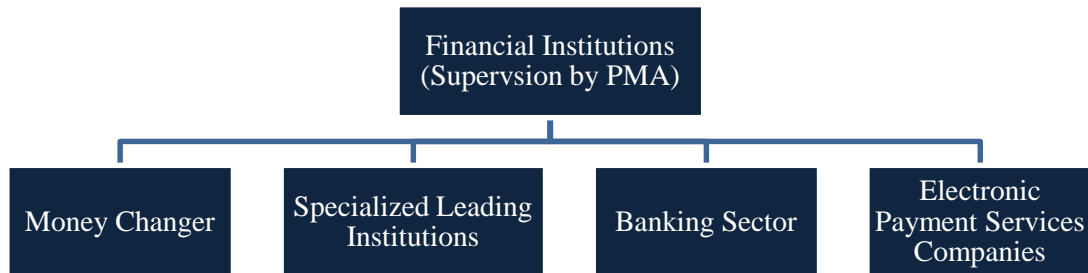 Financial Institutions
(Supervsion by PMA)
Money Changer
Specialized Leading
Institutions
Banking Sector
Electronic
Payment Services
Companies